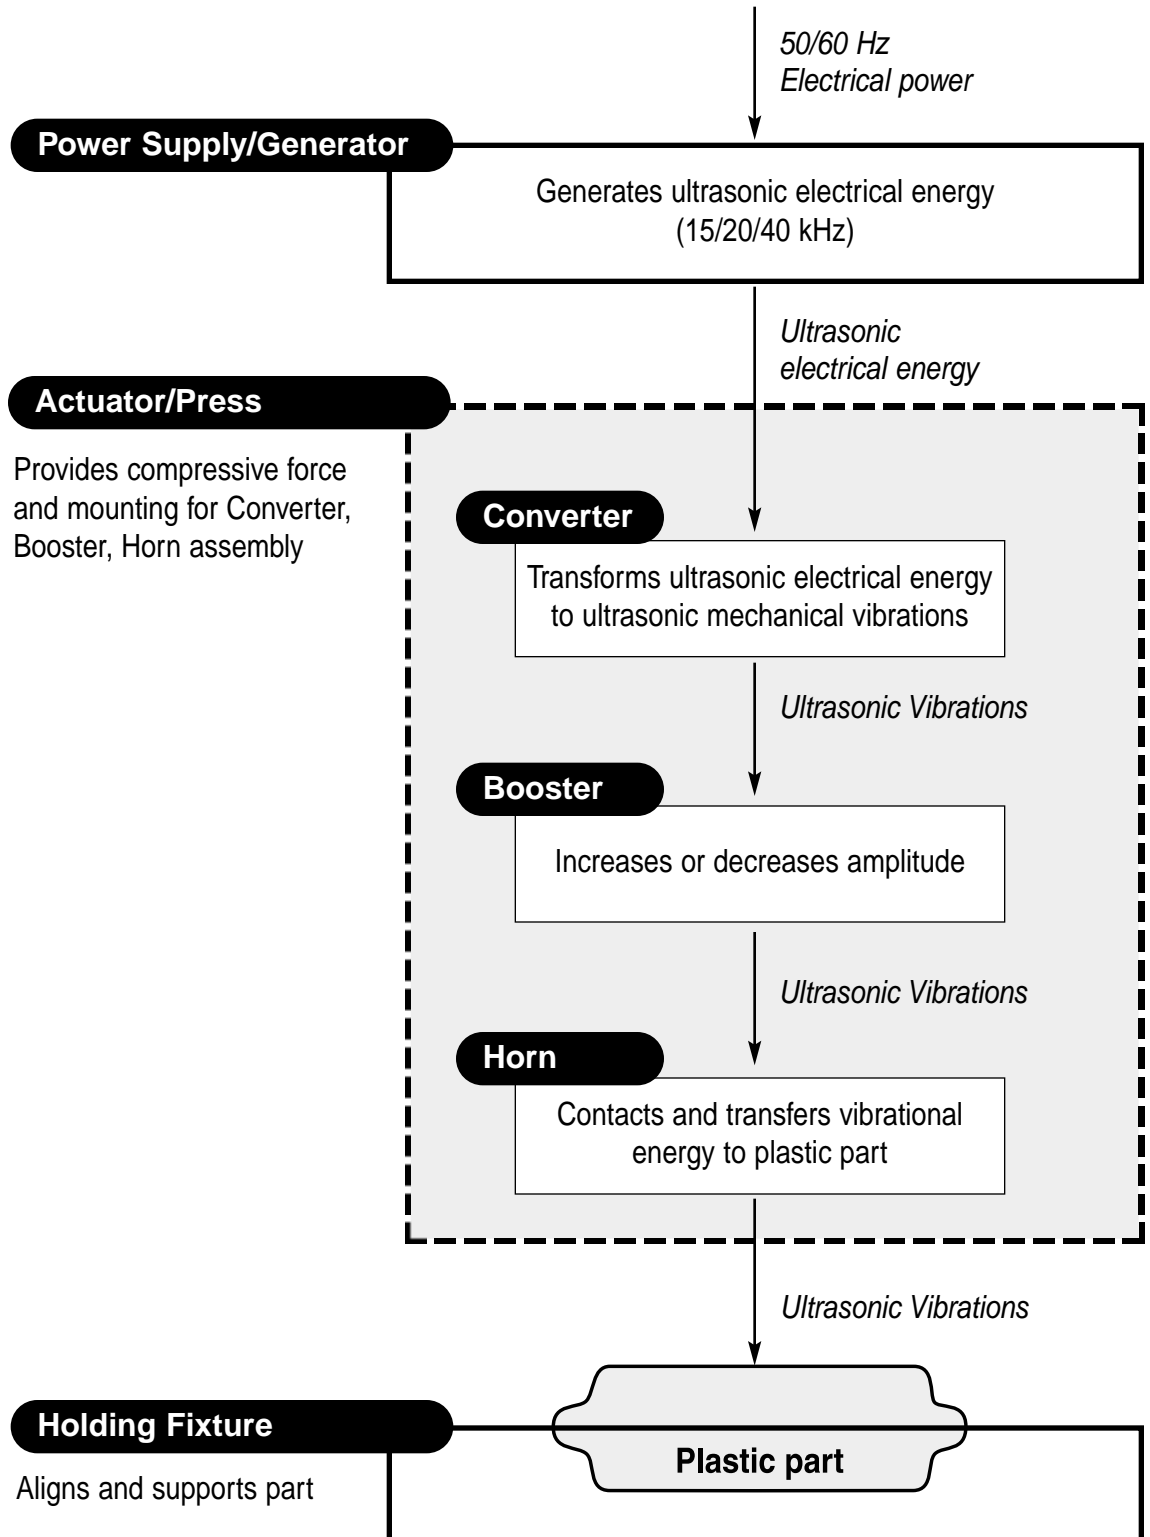 50/60 Hz
Electrical power
Power Supply/Generator
Generates ultrasonic electrical energy
(15/20/40 kHz)
Ultrasonic
electrical energy
Actuator/Press
Provides compressive force
and mounting for Converter,
Booster, Horn assembly
Converter
Transforms ultrasonic electrical energy
to ultrasonic mechanical vibrations
Ultrasonic Vibrations
Booster
Increases or decreases amplitude
Ultrasonic Vibrations
Horn
Contacts and transfers vibrational
energy to plastic part
Ultrasonic Vibrations
Holding Fixture
Plastic part
Aligns and supports part